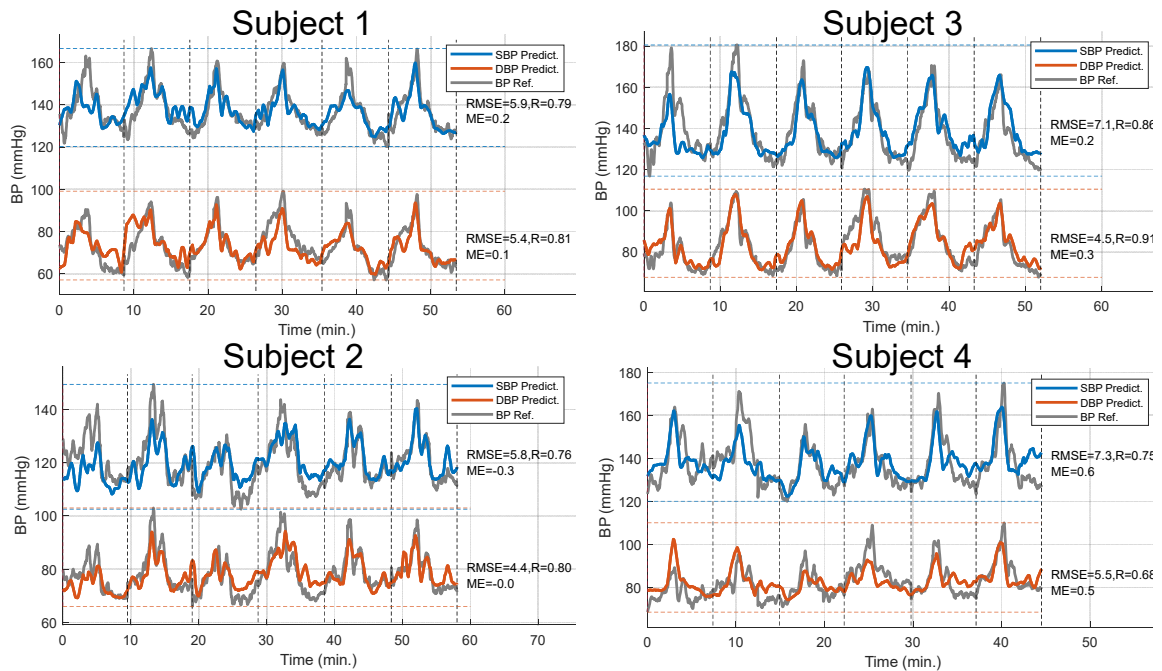 Subject 1
SBP Predict.
DBP Predict.
BP Ref.
RMSE=5.9,R=0.79
ME=0.2
RMSE=5.4,R=0.81
ME=0.1
BP (mmHg)
160
140
120
100
80
60
0 10 20 30 40 50 60
Time (min.)
Subject 3
SBP Predict.
DBP Predict.
BP Ref.
RMSE=7.1,R=0.86
ME=0.2
RMSE=4.5,R=0.91
ME=0.3
BP (mmHg)
180
160
140
120
100
80
0 10 20 30 40 50 60
Time (min.)
Subject 2
SBP Predict.
DBP Predict.
BP Ref.
RMSE=5.8,R=0.76
ME=-0.3
RMSE=4.4,R=0.80
ME=-0.0
BP (mmHg)
140
120
100
80
60
0 10 20 30 40 50 60 70
Time (min.)
Subject 4
SBP Predict.
DBP Predict.
BP Ref.
RMSE=7.3,R=0.75
ME=0.6
RMSE=5.5,R=0.68
ME=0.5
BP (mmHg)
180
160
140
120
100
80
0 10 20 30 40 50
Time (min.)